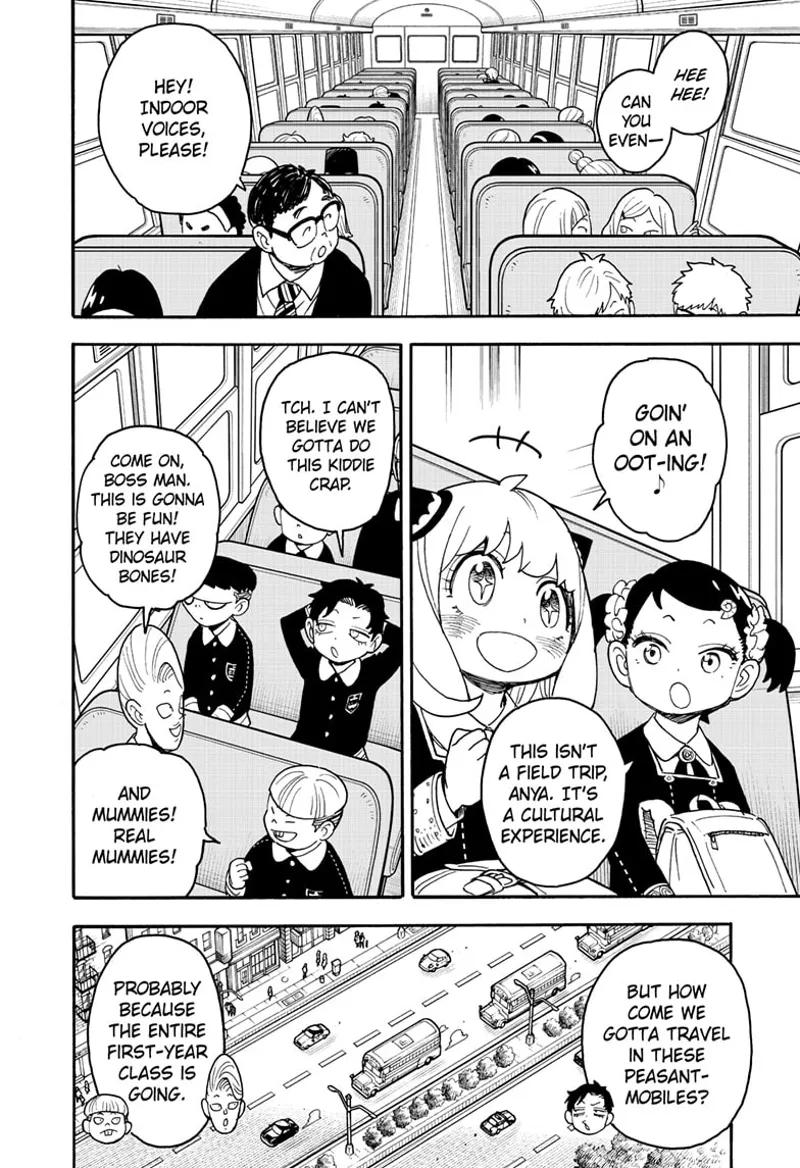 HEE
HEE!
CAN
YOU
EVEN—
HEY!
INDOOR
VOICES,
PLEASE!
GOIN'
ON AN
OOT-ING!
♪
THIS ISN'T
A FIELD TRIP,
ANYA. IT'S
A CULTURAL
EXPERIENCE.
TCH. I CAN'T
BELIEVE WE
GOTTA DO
THIS KIDDIE
CRAP.
COME ON,
BOSS MAN.
THIS IS GONNA
BE FUN!
THEY HAVE
DINOSAUR
BONES!
AND
MUMMIES!
REAL
MUMMIES!
BUT HOW
COME WE
GOTTA TRAVEL
IN THESE
PEASANT-
MOBILES?
PROBABLY
BECAUSE
THE ENTIRE
FIRST-YEAR
CLASS IS
GOING.